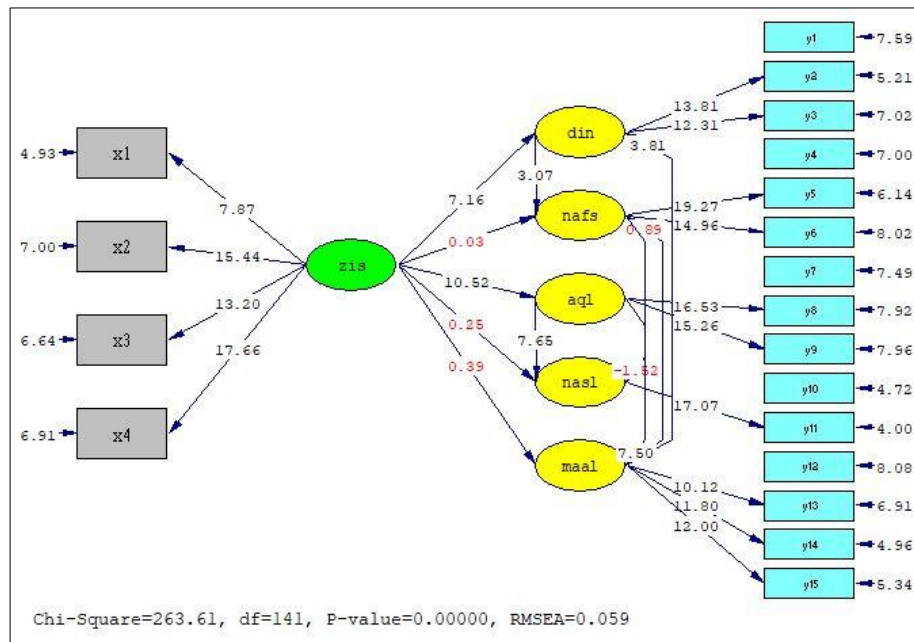 y1
7.59
y2
5.21
13.81
din
12.31
y3
7.02
3.81
4.93
x1
y4
7.00
3.07
7.16
y5
6.14
19.27
7.87
nafs
14.96
0.89
y6
8.02
7.00
x2
0.03
15.44
zis
y7
7.49
10.52
aql
16.53
y8
7.92
13.20
15.26
0.25
6.64
x3
7.65
y9
7.96
17.66
0.39
-1.52
nasl
y10
4.72
17.07
y11
4.00
6.91
x4
7.50
maal
y12
8.08
10.12
y13
6.91
11.80
12.00
y14
4.96
y15
5.34
Chi-Square=263.61, df=141, P-value=0.00000, RMSEA=0.059